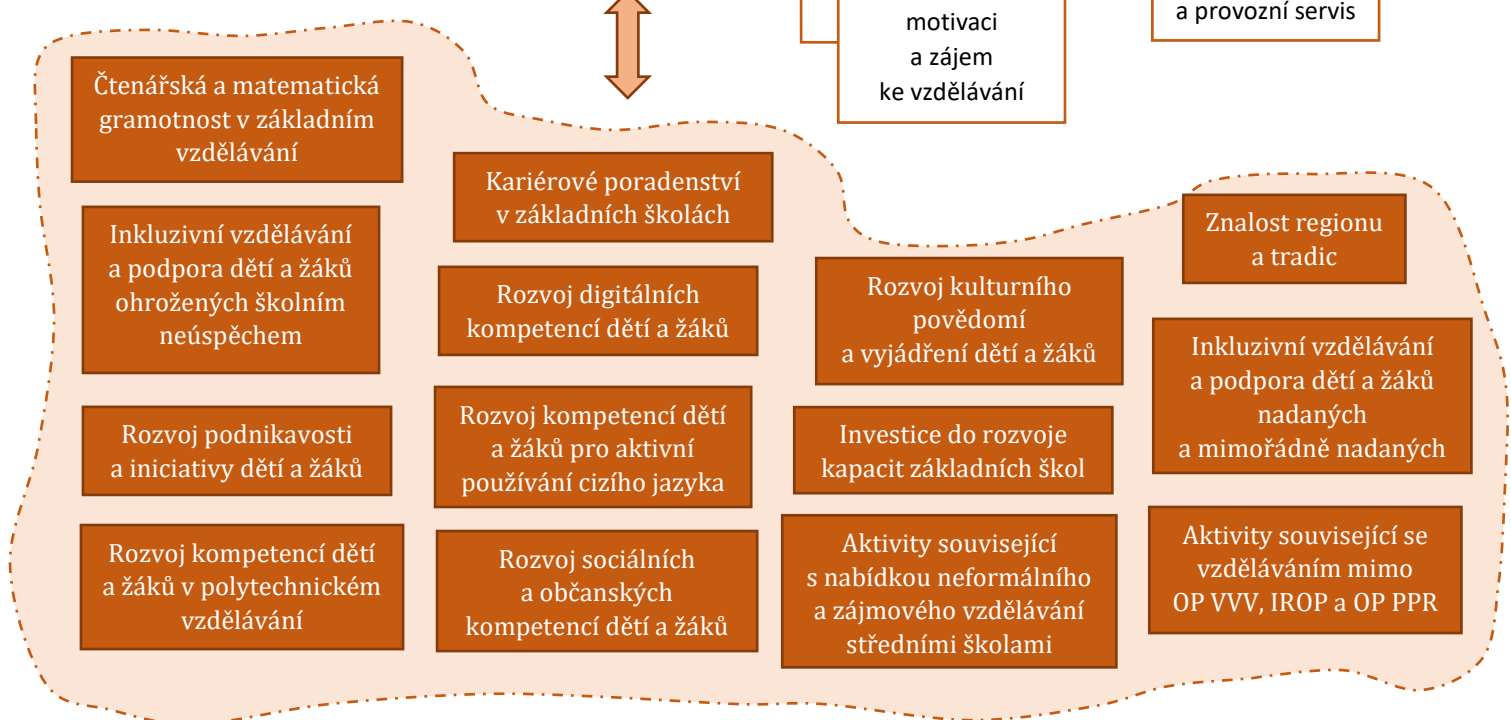 motivaci
a zájem
ke vzdělávání
a provozní servis
Čtenářská a matematická
gramotnost v základním
vzdělávání
Inkluzivní vzdělávání
a podpora dětí a žáků
ohrožených školním
neúspěchem
Rozvoj podnikavosti
a iniciativy dětí a žáků
Rozvoj kompetencí dětí
a žáků v polytechnickém
vzdělávání
Kariérové poradenství
v základních školách
Rozvoj digitálních
kompetencí dětí a žáků
Rozvoj kompetencí dětí
a žáků pro aktivní
používání cizího jazyka
Rozvoj sociálních
a občanských
kompetencí dětí a žáků
Rozvoj kulturního
povědomí
a vyjádření dětí a žáků
Investice do rozvoje
kapacit základních škol
Aktivity související
s nabídkou neformálního
a zájmového vzdělávání
středními školami
Znalost regionu
a tradic
Inkluzivní vzdělávání
a podpora dětí a žáků
nadaných
a mimořádně nadaných
Aktivity související se
vzděláváním mimo
OP VVV, IROP a OP PPR